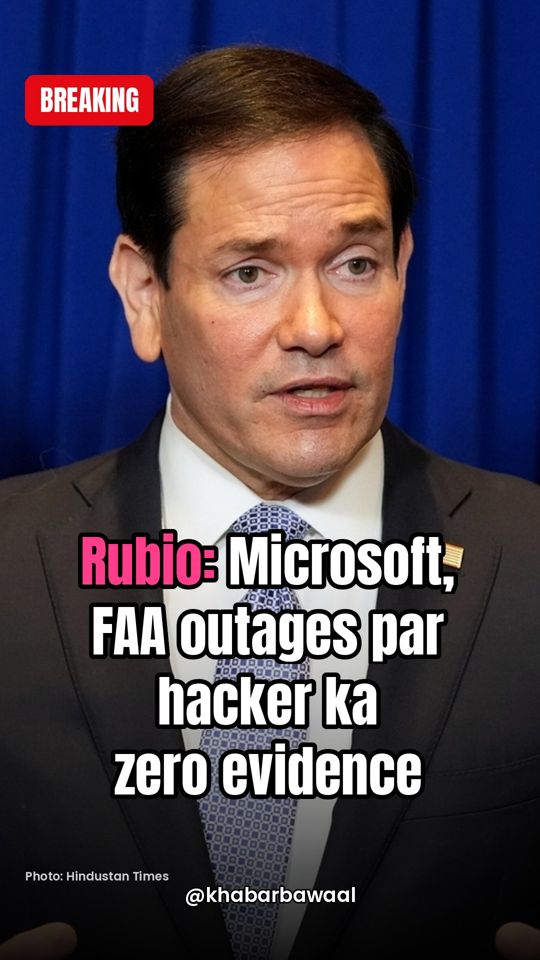 BREAKING
Rubio: Microsoft,
FAA outages par
hacker ka
zero evidence
Photo: Hindustan Times
@khabarbawaal